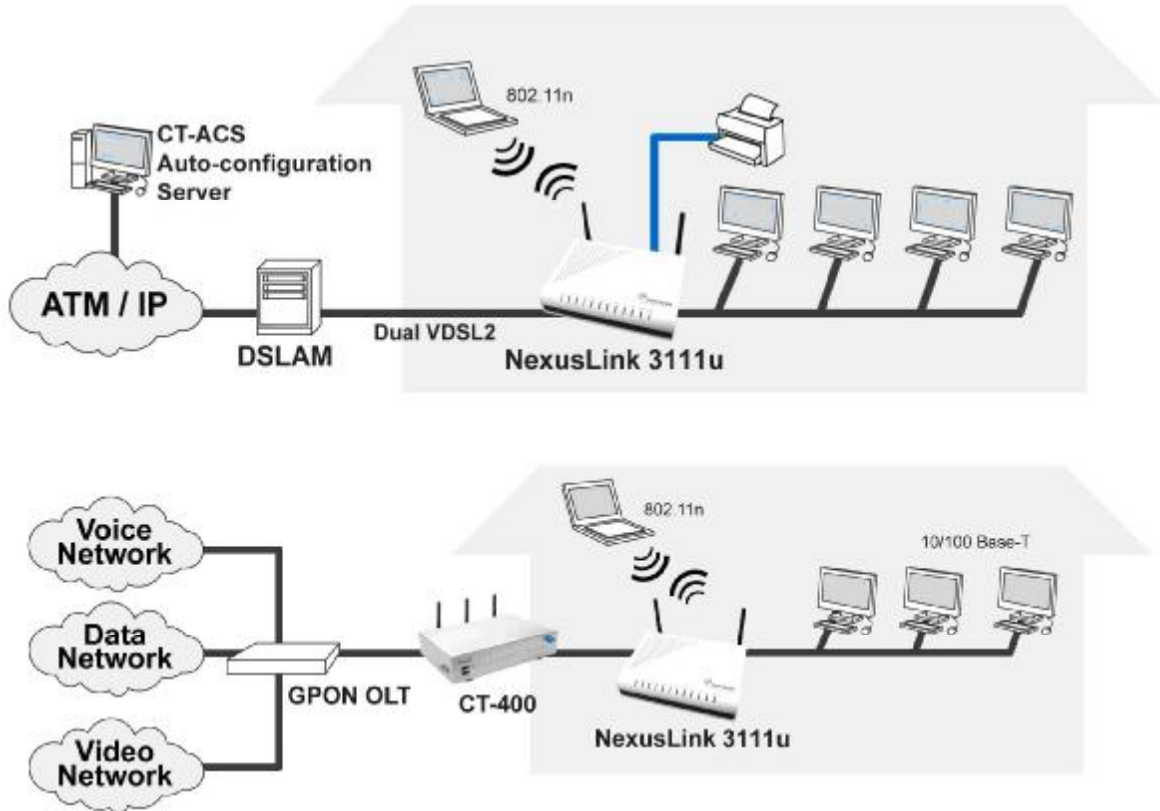 802.11n
CT-ACS
Auto-configuration
Server
ATM / IP
DSLAM
Dual VDSL2
NexusLink 3111u
802.11n
10/100 Base-T
Voice
Network
Data
Network
Video
Network
GPON OLT
CT-400
NexusLink 3111u